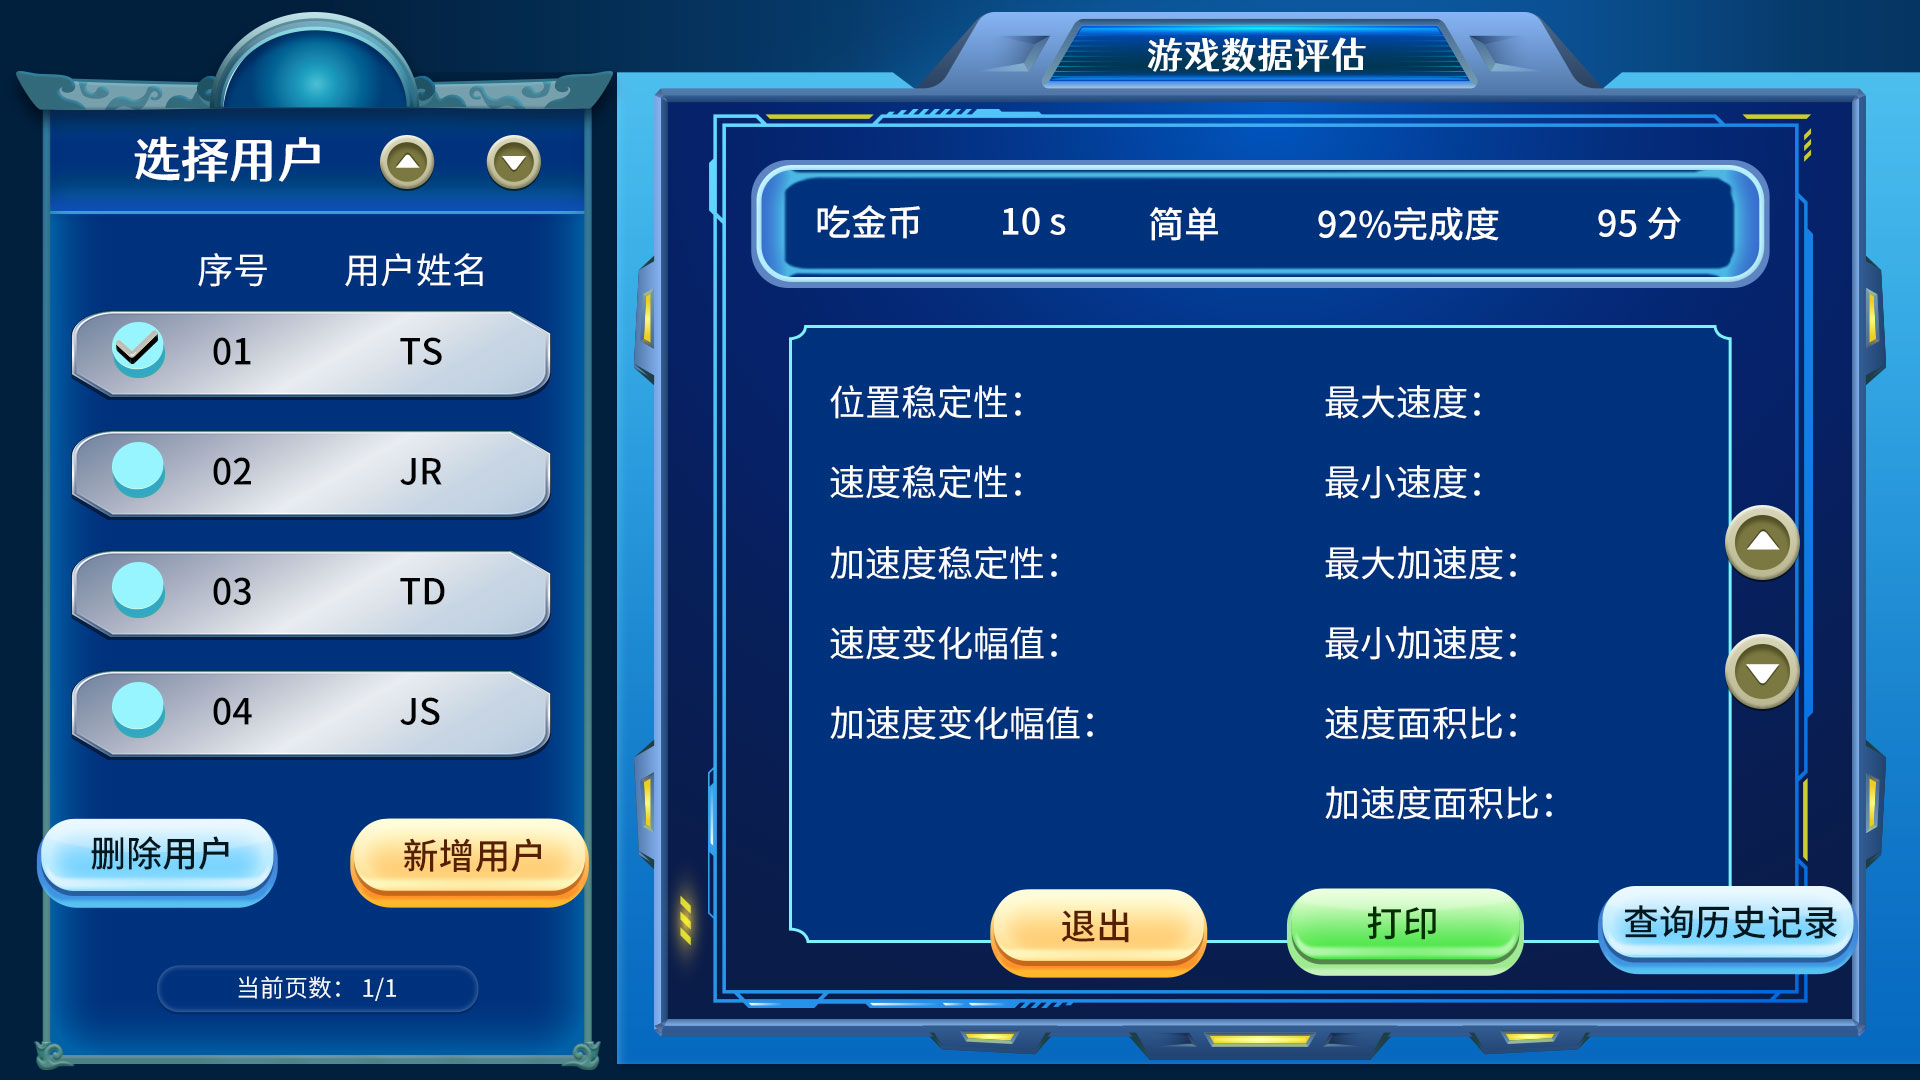 游戏数据评估
选择用户
序号 用户姓名
01 TS
02 JR
03 TD
04 JS
删除用户 新增用户
当前页数： 1/1
吃金币 10 s 简单 92%完成度 95 分
位置稳定性： 最大速度：
速度稳定性： 最小速度：
加速度稳定性： 最大加速度：
速度变化幅值： 最小加速度：
加速度变化幅值： 速度面积比：
加速度面积比：
退出 打印 查询历史记录